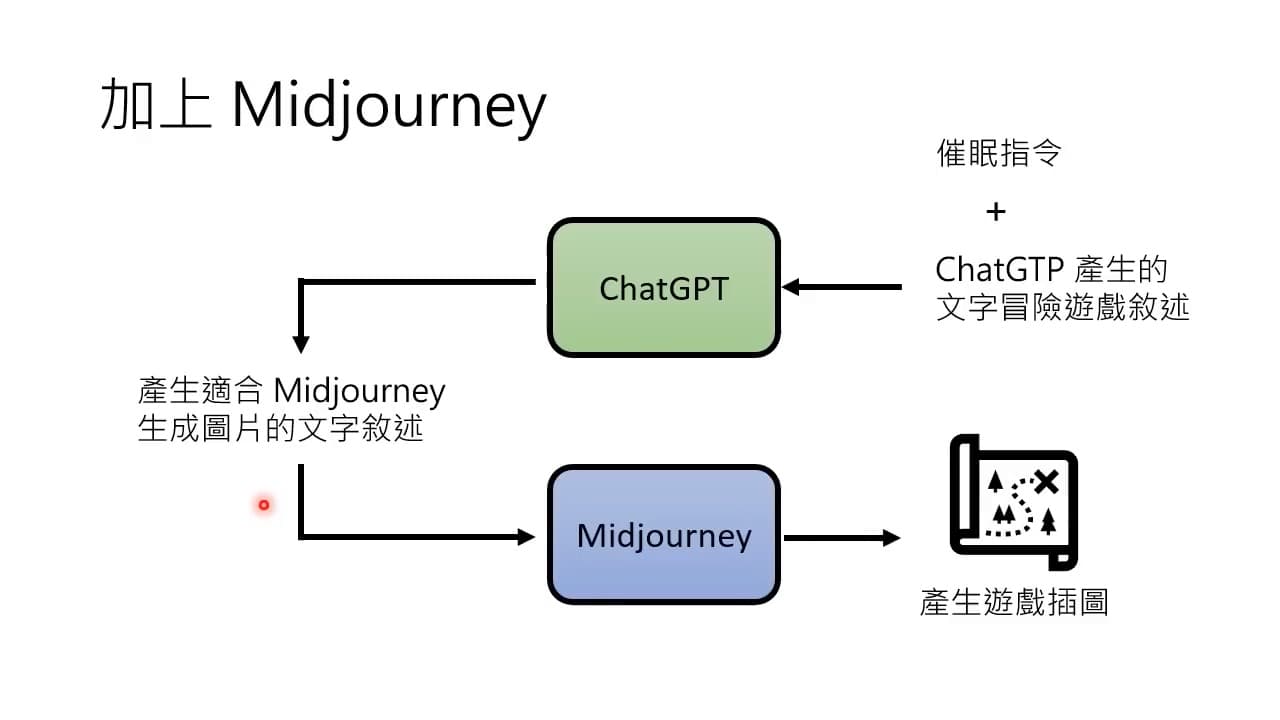 加上 Midjourney
催眠指令
+
ChatGTP 產生的
文字冒險遊戲敘述
ChatGPT
產生適合 Midjourney
生成圖片的文字敘述
Midjourney
產生遊戲插圖